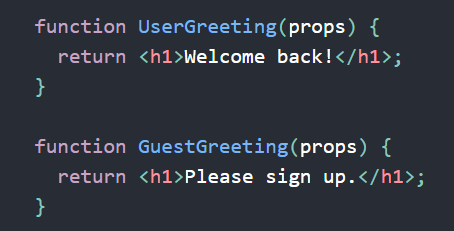 function UserGreeting(props) {
  return <h1>Welcome back!</h1>;
}

function GuestGreeting(props) {
  return <h1>Please sign up.</h1>;
}